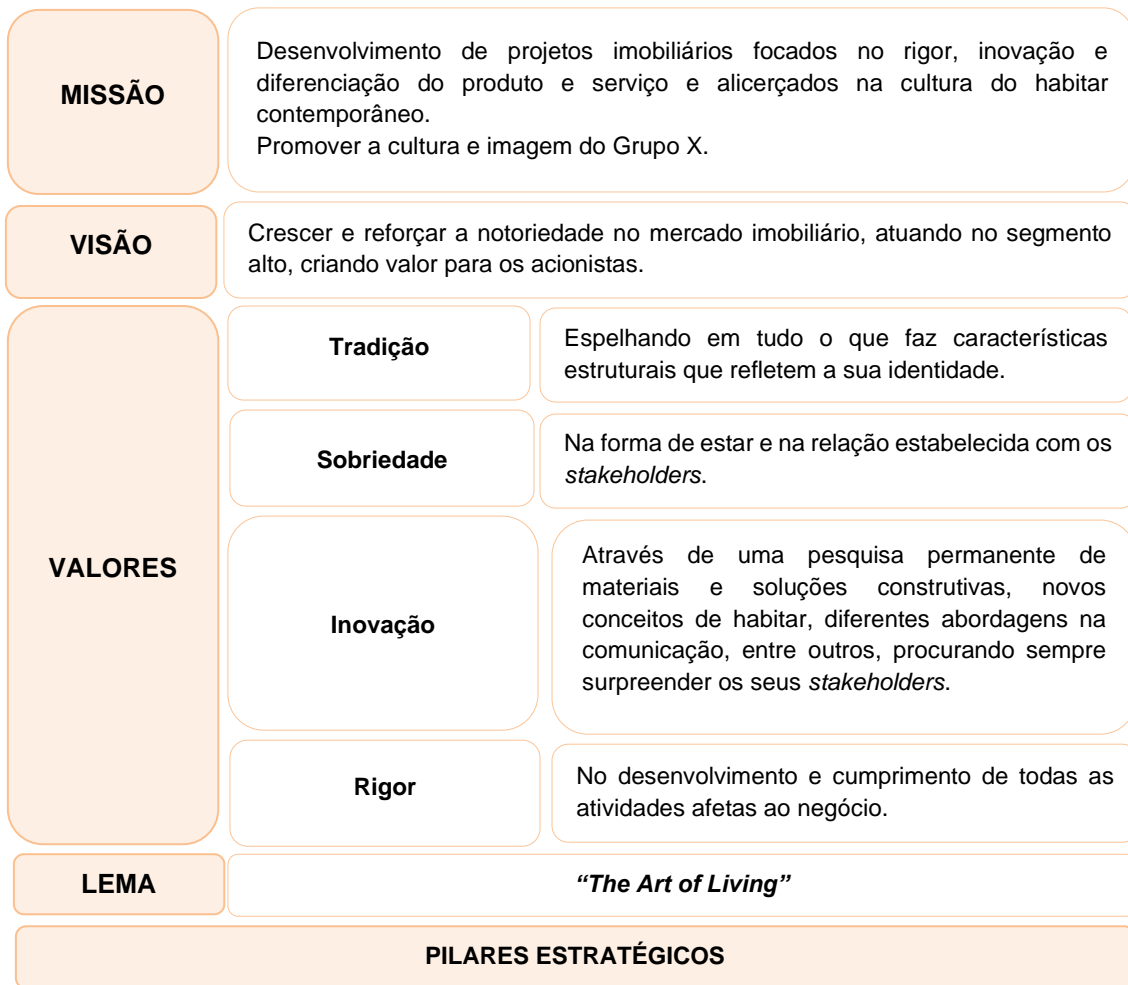 MISSÃO
Desenvolvimento de projetos imobiliários focados no rigor, inovação e
diferenciação do produto e serviço e alicerçados na cultura do habitar
contemporâneo.
Promover a cultura e imagem do Grupo X.
VISÃO
Crescer e reforçar a notoriedade no mercado imobiliário, atuando no segmento
alto, criando valor para os acionistas.
VALORES
Tradição
Espelhando em tudo o que faz características
estruturais que refletem a sua identidade.
Sobriedade
Na forma de estar e na relação estabelecida com os
stakeholders.
Inovação
Através de uma pesquisa permanente de
materiais e soluções construtivas, novos
conceitos de habitar, diferentes abordagens na
comunicação, entre outros, procurando sempre
surpreender os seus stakeholders.
Rigor
No desenvolvimento e cumprimento de todas as
atividades afetas ao negócio.
LEMA
“The Art of Living”
PILARES ESTRATÉGICOS